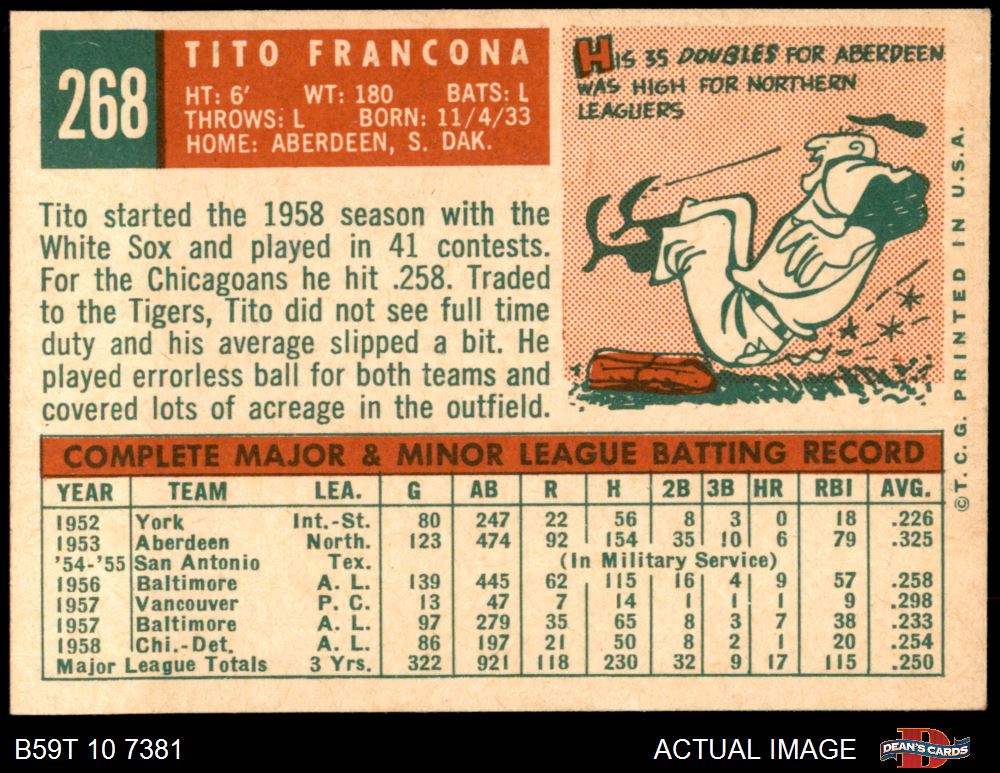 268
TITO FRANCONA
HT: 6' WT: 180 BATS: L
THROWS: L BORN: 11/4/33
HOME: ABERDEEN, S. DAK.
HIS 35 DOUBLES FOR ABERDEEN
WAS HIGH FOR NORTHERN
LEAGUERS
Tito started the 1958 season with the
White Sox and played in 41 contests.
For the Chicagoans he hit .258. Traded
to the Tigers, Tito did not see full time
duty and his average slipped a bit. He
played errorless ball for both teams and
covered lots of acreage in the outfield.
© T. C. G. PRINTED IN U.S.A.
COMPLETE MAJOR & MINOR LEAGUE BATTING RECORD
YEAR TEAM LEA. G AB R H 2B 3B HR RBI AVG.
1952 York Int.-St. 80 247 22 56 8 3 0 18 .226
1953 Aberdeen North. 123 474 92 154 35 10 6 79 .325
'54-'55 San Antonio Tex. (In Military Service)
1956 Baltimore A. L. 139 445 62 115 16 4 9 57 .258
1957 Vancouver P. C. 13 47 7 14 1 1 1 9 .298
1957 Baltimore A. L. 97 279 35 65 8 3 7 38 .233
1958 Chi.-Det. A. L. 86 197 21 50 8 2 1 20 .254
Major League Totals 3 Yrs. 322 921 118 230 32 9 17 115 .250
B59T 10 7381 ACTUAL IMAGE DEAN'S CARDS